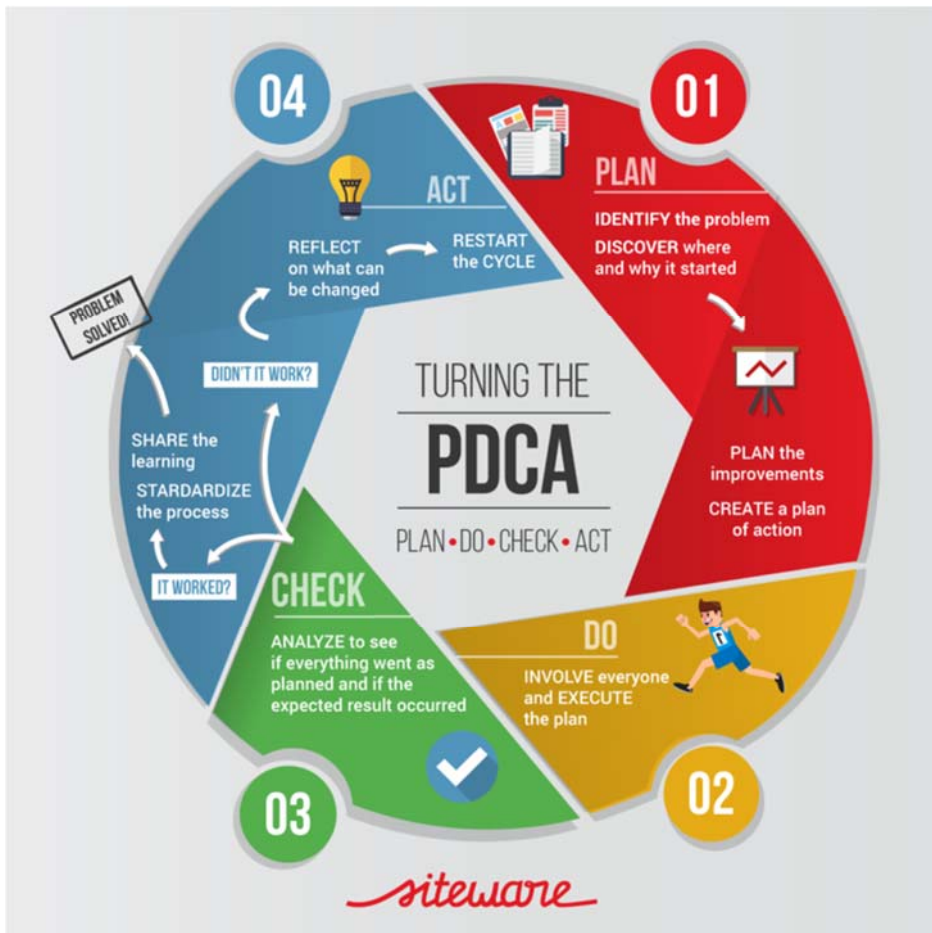 01
PLAN
IDENTIFY the problem
DISCOVER where
and why it started
PLAN the
improvements
CREATE a plan
of action
02
DO
INVOLVE everyone
and EXECUTE
the plan
03
CHECK
ANALYZE to see
if everything went as
planned and if the
expected result occurred
04
ACT
IT WORKED?
STARDARDIZE
the process
SHARE the
learning
PROBLEM
SOLVED!
DIDN'T IT WORK?
REFLECT
on what can
be changed
RESTART
the CYCLE
TURNING THE
PDCA
PLAN•DO•CHECK•ACT
siteware